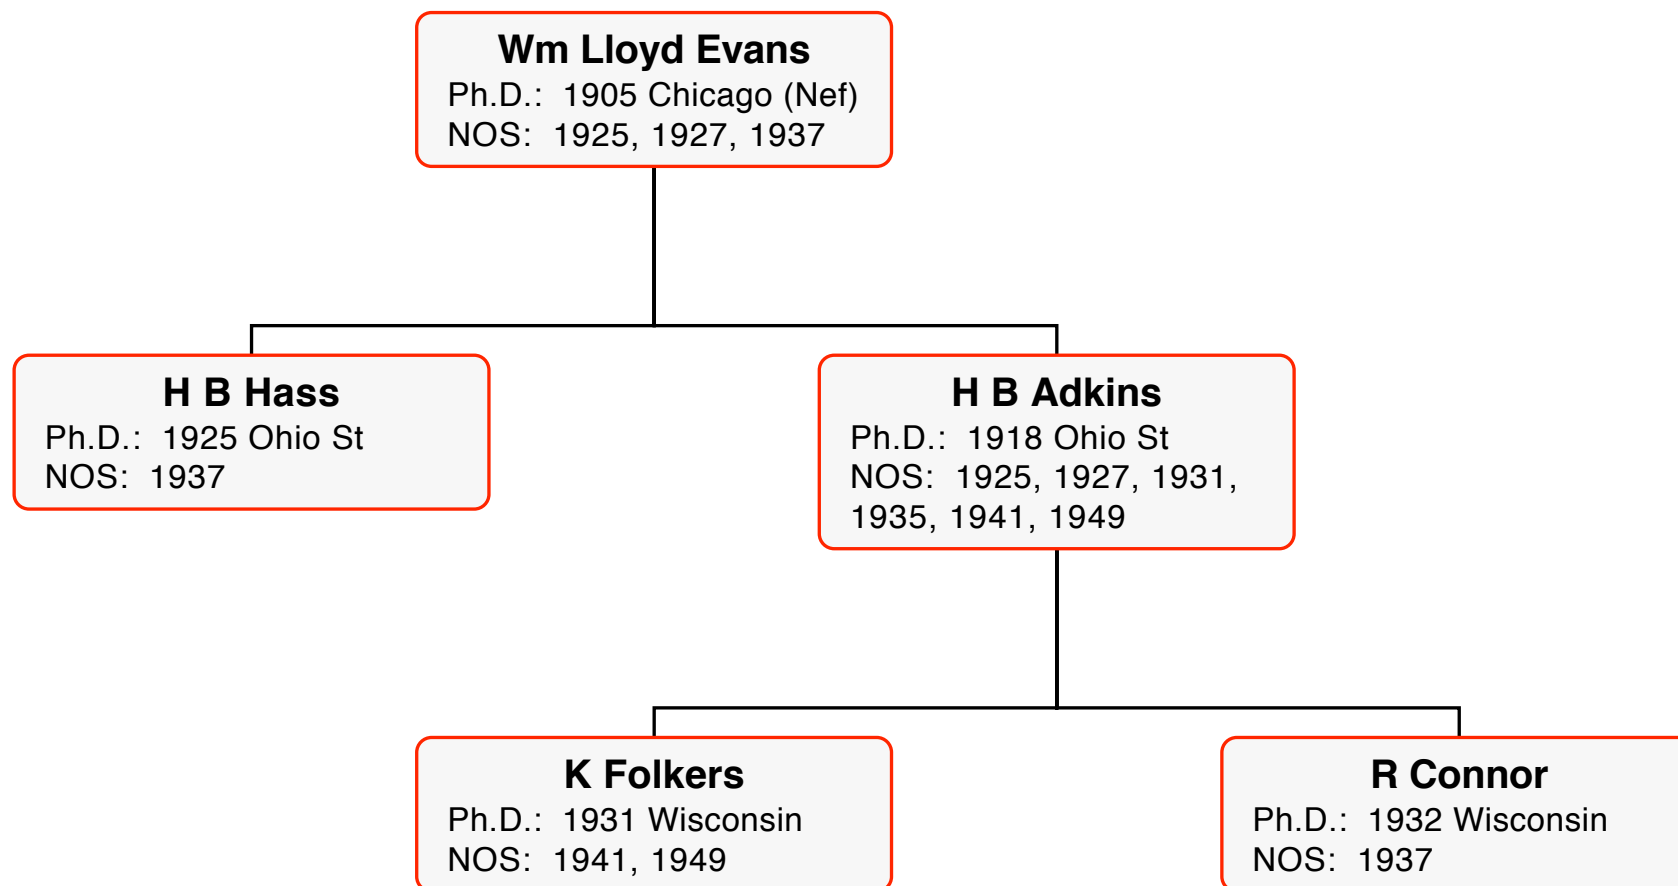 Wm Lloyd Evans
Ph.D.: 1905 Chicago (Nef)
NOS: 1925, 1927, 1937
H B Hass
Ph.D.: 1925 Ohio St
NOS: 1937
H B Adkins
Ph.D.: 1918 Ohio St
NOS: 1925, 1927, 1931,
1935, 1941, 1949
K Folkers
Ph.D.: 1931 Wisconsin
NOS: 1941, 1949
R Connor
Ph.D.: 1932 Wisconsin
NOS: 1937